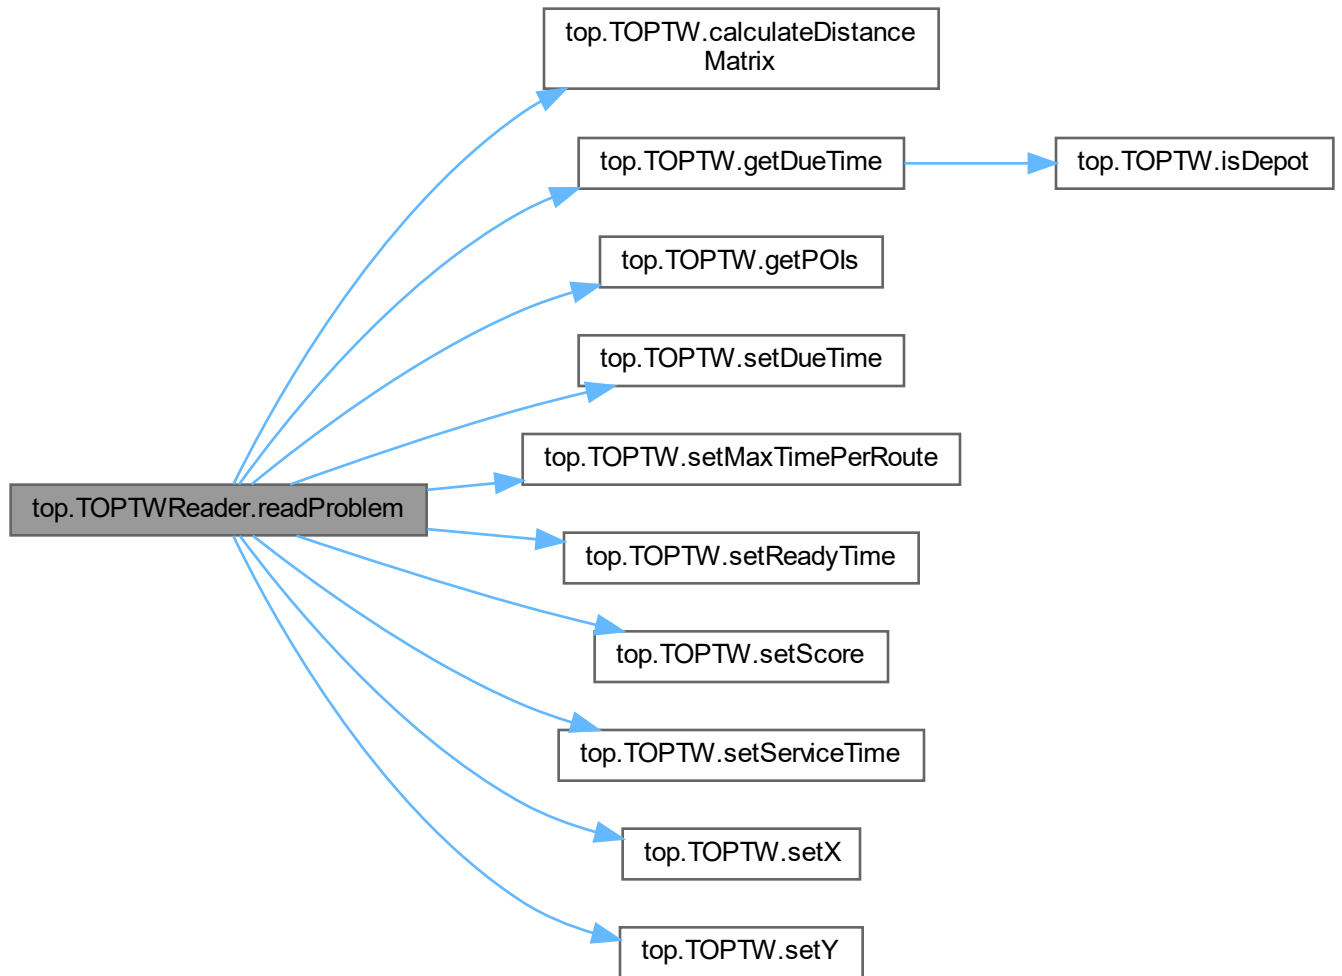 top.TOPTW.calculateDistance
Matrix
top.TOPTW.getDueTime
top.TOPTW.isDepot
top.TOPTW.getPOIs
top.TOPTW.setDueTime
top.TOPTW.setMaxTimePerRoute
top.TOPTWReader.readProblem
top.TOPTW.setReadyTime
top.TOPTW.setScore
top.TOPTW.setServiceTime
top.TOPTW.setX
top.TOPTW.setY